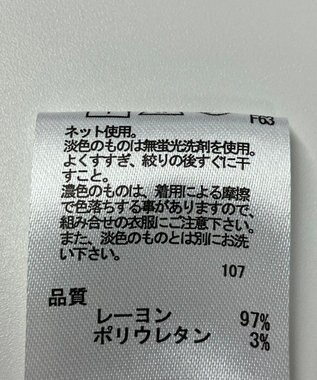 F63
ネット使用。
淡色のものは無蛍光洗剤を使用。
よくすすぎ、絞りの後すぐに干
すこと。
濃色のものは、着用による摩擦
で色落ちする事がありますので、
組み合せの衣服にご注意下さい。
また、淡色のものとは別にお洗
い下さい。
107
品質
レーヨン 97%
ポリウレタン 3%